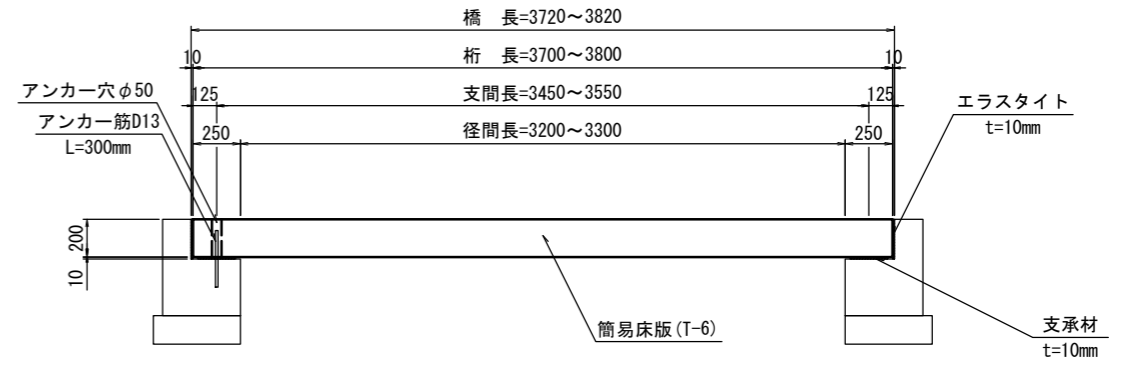 橋　長=3720～3820
10
桁　長=3700～3800
10
アンカー穴φ50
125
支間長=3450～3550
125
エラスタイト
t=10mm
アンカー筋D13
L=300mm
250
径間長=3200～3300
250
200
10
簡易床版(T-6)
支承材
t=10mm